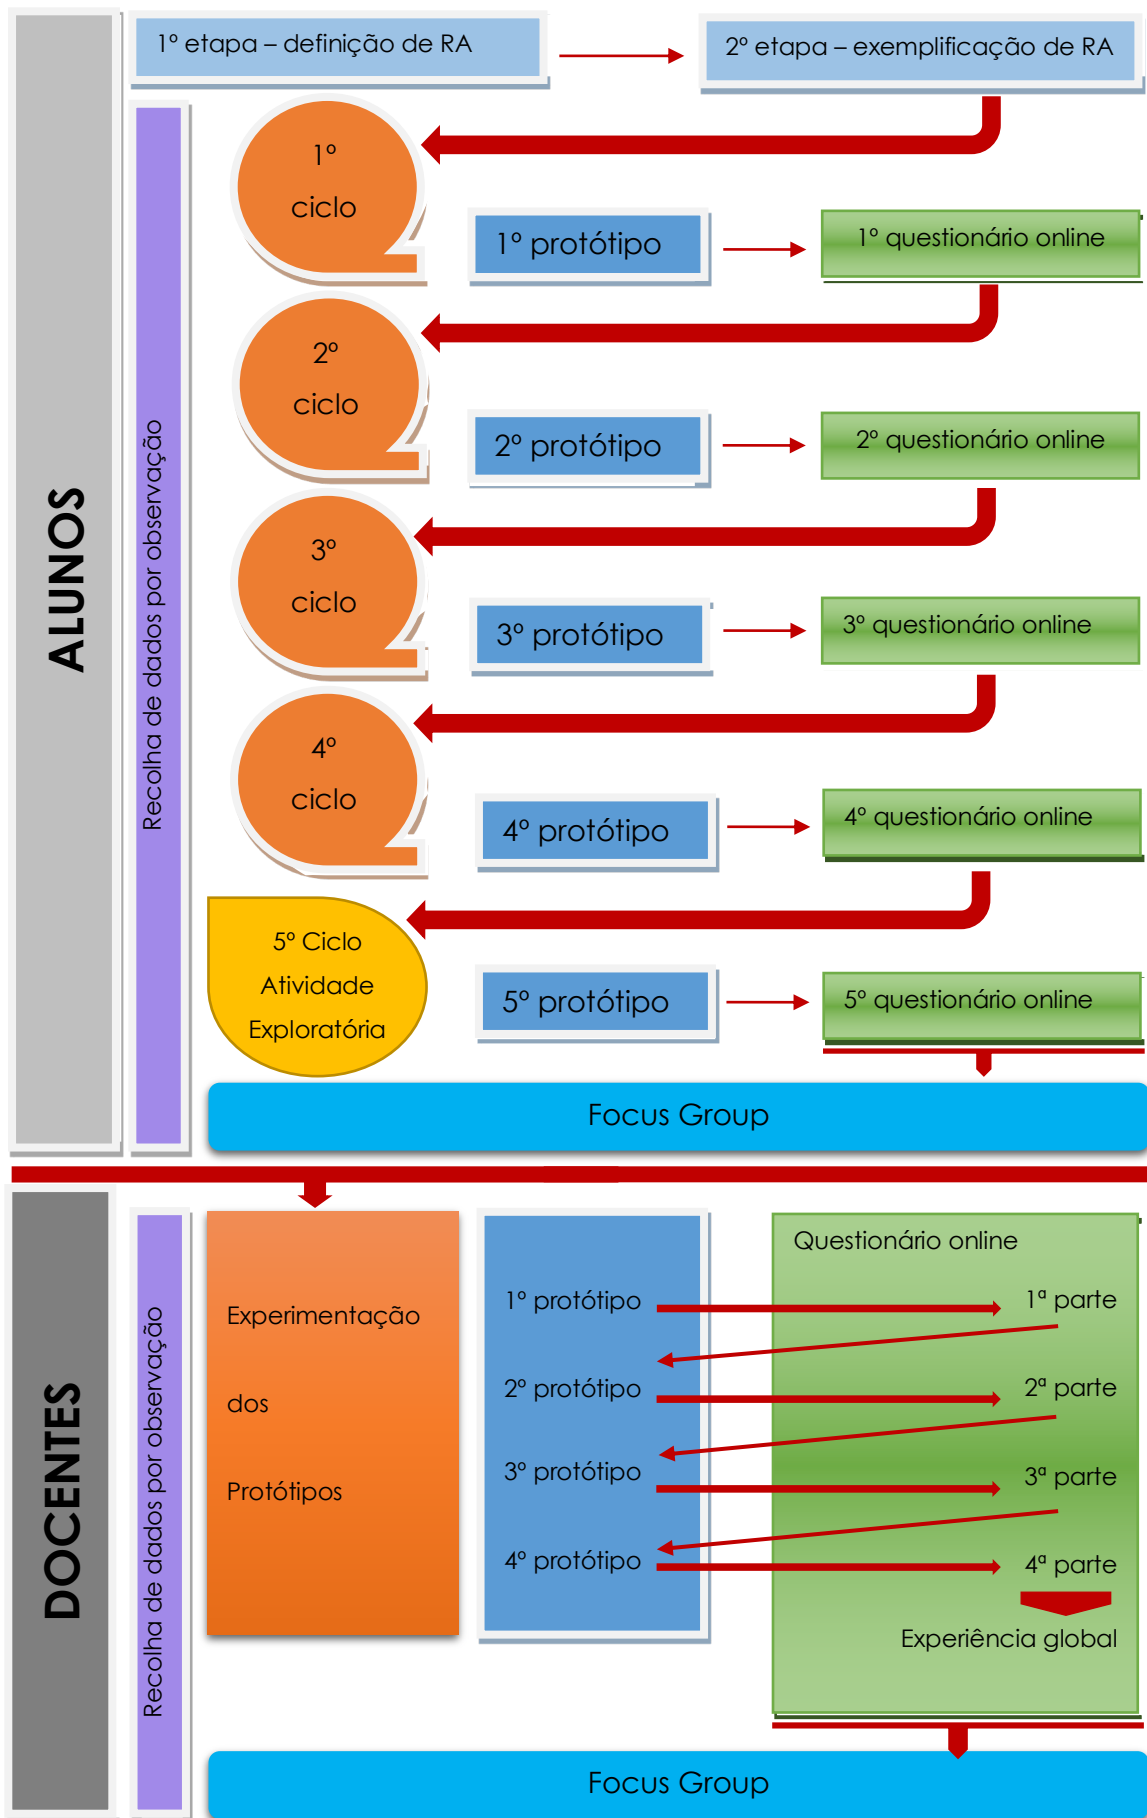 ALUNOS
1º etapa – definição de RA
2º etapa – exemplificação de RA
Recolha de dados por observação
1º
ciclo
1º protótipo
1º questionário online
2º
ciclo
2º protótipo
2º questionário online
3º
ciclo
3º protótipo
3º questionário online
4º
ciclo
4º protótipo
4º questionário online
5º Ciclo
Atividade
Exploratória
5º protótipo
5º questionário online
Focus Group
DOCENTES
Recolha de dados por observação
Experimentação
dos
Protótipos
1º protótipo
2º protótipo
3º protótipo
4º protótipo
Questionário online
1ª parte
2ª parte
3ª parte
4ª parte
Experiência global
Focus Group